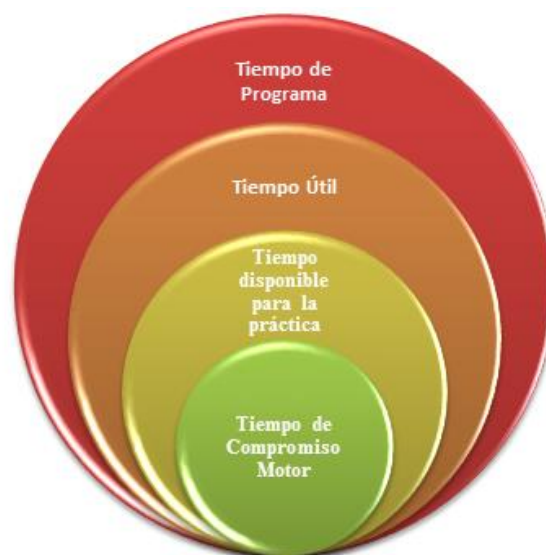 Tiempo de
Programa
Tiempo Útil
Tiempo
disponible
para la
práctica
Tiempo de
Compromiso
Motor